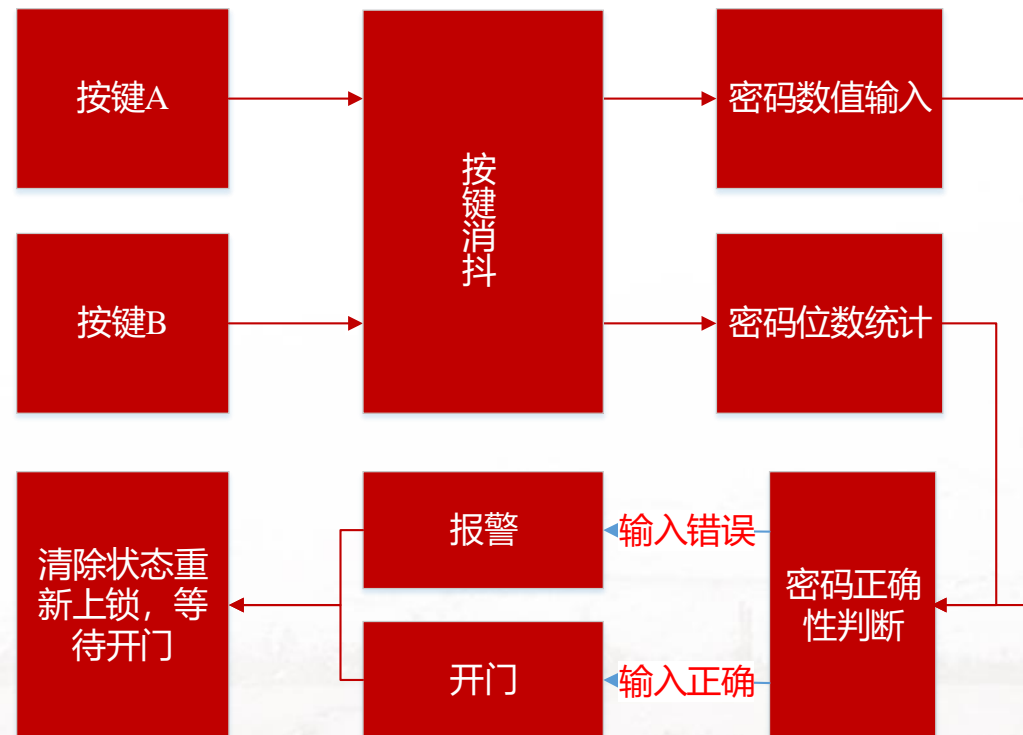 按键A
按键消抖
密码数值输入
按键B
密码位数统计
清除状态重
新上锁，等
待开门
报警
输入错误
密码正确
性判断
开门
输入正确